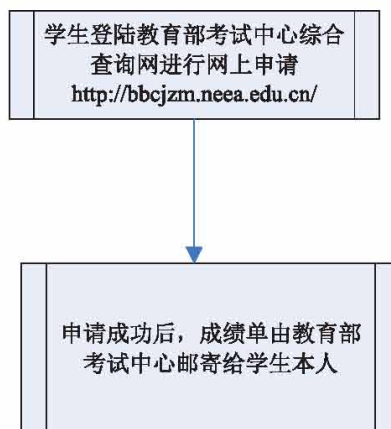 学生登陆教育部考试中心综合
查询网进行网上申请
http://bbcjzm.neea.edu.cn/
申请成功后，成绩单由教育部
考试中心邮寄给学生本人